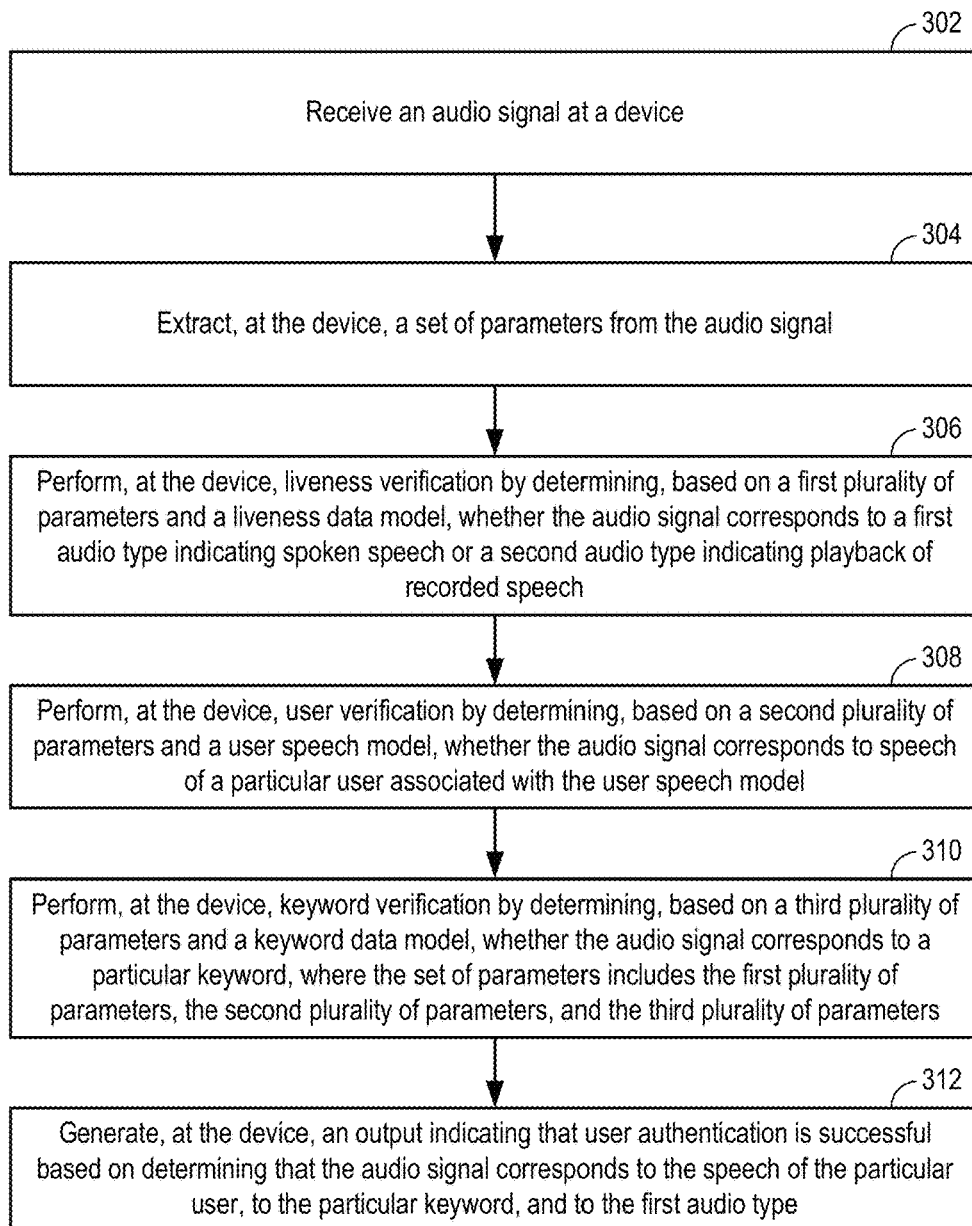 302
Receive an audio signal at a device
304
Extract, at the device, a set of parameters from the audio signal
306
Perform, at the device, liveness verification by determining, based on a first plurality of
parameters and a liveness data model, whether the audio signal corresponds to a first
audio type indicating spoken speech or a second audio type indicating playback of
recorded speech
308
Perform, at the device, user verification by determining, based on a second plurality of
parameters and a user speech model, whether the audio signal corresponds to speech
of a particular user associated with the user speech model
310
Perform, at the device, keyword verification by determining, based on a third plurality of
parameters and a keyword data model, whether the audio signal corresponds to a
particular keyword, where the set of parameters includes the first plurality of
parameters, the second plurality of parameters, and the third plurality of parameters
312
Generate, at the device, an output indicating that user authentication is successful
based on determining that the audio signal corresponds to the speech of the particular
user, to the particular keyword, and to the first audio type